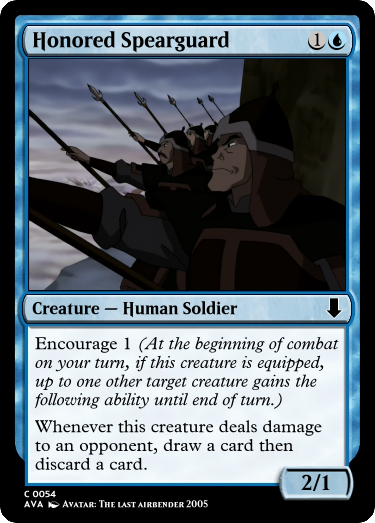 Honored Spearguard 1
Creature — Human Soldier
Encourage 1 (At the beginning of combat
on your turn, if this creature is equipped,
up to one other target creature gains the
following ability until end of turn.)
Whenever this creature deals damage
to an opponent, draw a card then
discard a card.
2/1
C 0054
AVA Avatar: The last airbender 2005